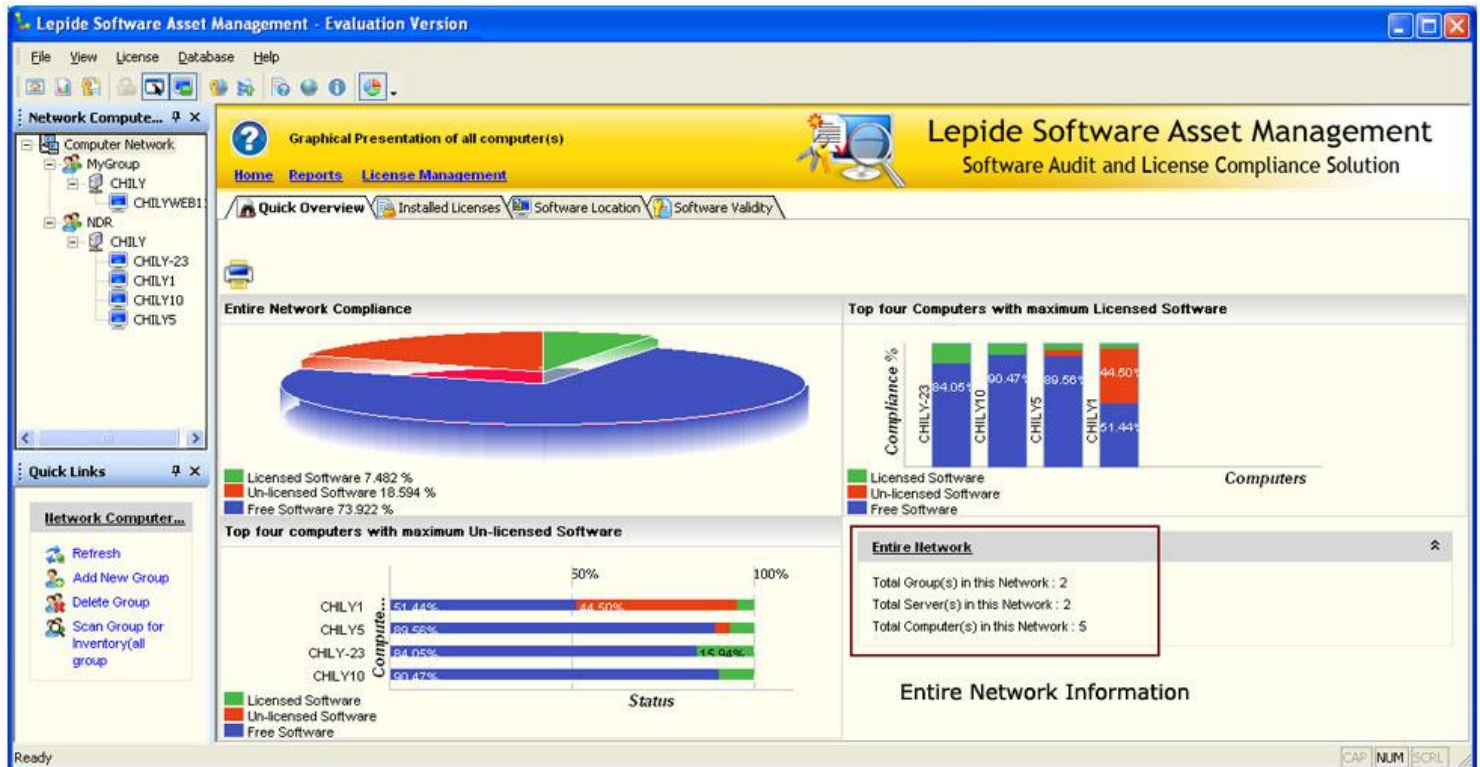 Lepide Software Asset Management - Evaluation Version
File View License Database Help
Network Compute...
Computer Network
MyGroup
CHILY
CHILYWEB1
NDR
CHILY
CHILY-23
CHILY1
CHILY10
CHILY5
Quick Links
Network Computer...
Refresh
Add New Group
Delete Group
Scan Group for
Inventory(all
group
Graphical Presentation of all computer(s)
Home Reports License Management
Lepide Software Asset Management
Software Audit and License Compliance Solution
Quick Overview Installed Licenses Software Location Software Validity
Entire Network Compliance
Licensed Software 7.482 %
Un-licensed Software 18.594 %
Free Software 73.922 %
Top four Computers with maximum Licensed Software
Compliance %
CHILY-23 84.05% CHILY10 90.47% CHILY5 89.56% CHILY1 44.50% 51.44%
Computers
Licensed Software
Un-licensed Software
Free Software
Top four computers with maximum Un-licensed Software
50% 100%
Compute...
CHILY1 51.44% 44.50%
CHILY5 89.56%
CHILY-23 84.05% 15.94%
CHILY10 90.47%
Status
Licensed Software
Un-licensed Software
Free Software
Entire Network
Total Group(s) in this Network : 2
Total Server(s) in this Network : 2
Total Computer(s) in this Network : 5
Entire Network Information
Ready
CAP NUM SCRL